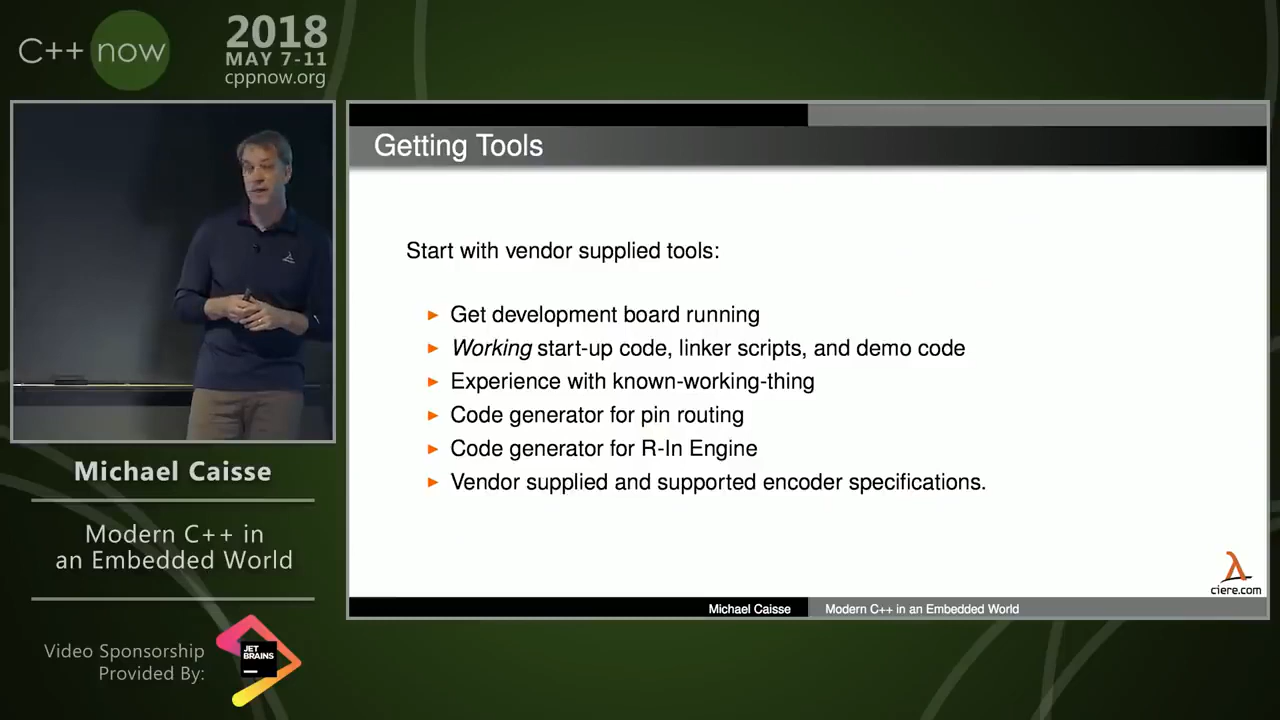 C++ now
2018
MAY 7-11
cppnow.org
Getting Tools
Start with vendor supplied tools:
► Get development board running
► Working start-up code, linker scripts, and demo code
► Experience with known-working-thing
► Code generator for pin routing
► Code generator for R-In Engine
► Vendor supplied and supported encoder specifications.
λ
ciere.com
Michael Caisse Modern C++ in an Embedded World
Michael Caisse
Modern C++ in
an Embedded World
Video Sponsorship
Provided By:
JET
BRAINS